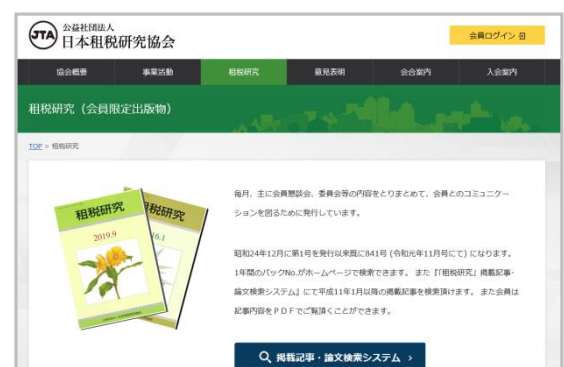 JTA 公益社団法人
日本租税研究協会
会員ログイン
協会概要 事業活動 租税研究 意見表明 会合案内 入会案内
租税研究（会員限定出版物）
TOP > 租税研究
租税研究
2019.9
租税研究
6.1
毎月、主に会員懇談会、委員会等の内容をとりまとめて、会員とのコミュニケー
ションを図るために発行しています。
昭和24年12月に第1号を発行以来既に841号 (令和元年11月号にて) になります。
1年間のバックNo.がホームページで検索できます。 また『「租税研究」掲載記事・
論文検索システム』にて平成11年1月以降の掲載記事を検索頂けます。 また会員は
記事内容をＰＤＦでご覧頂くことができます。
掲載記事・論文検索システム >